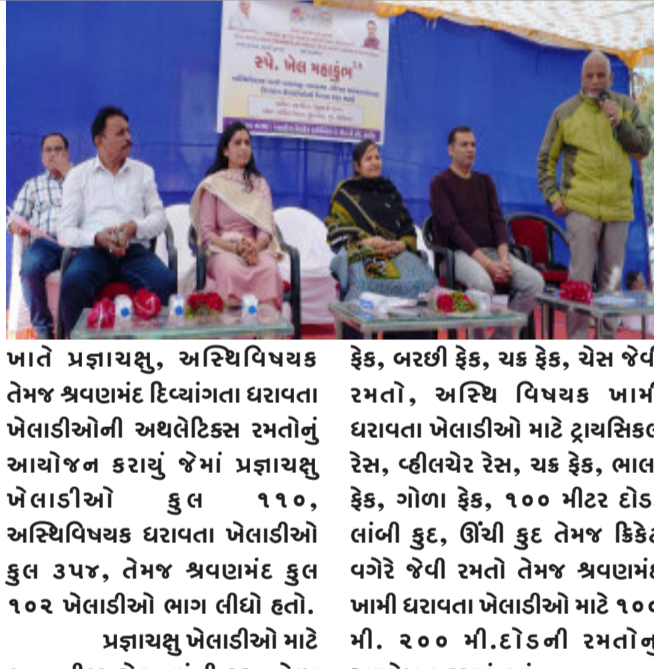 સ્પે. ખેલ મહાકુંભ
ખાતે પ્રજ્ઞાચક્ષુ, અસ્થિવિષયક
તેમજ શ્રવણમંદ દિવ્યાંગતા ધરાવતા
ખેલાડીઓની અથલેટિક્સ રમતોનું
આયોજન કરાયું જેમાં પ્રજ્ઞાચક્ષુ
ખેલાડીઓ કુલ ૧૧૦,
અસ્થિવિષયક ધરાવતા ખેલાડીઓ
કુલ ૩૫૪, તેમજ શ્રવણમંદ કુલ
૧૦૨ ખેલાડીઓ ભાગ લીધો હતો.
પ્રજ્ઞાચક્ષુ ખેલાડીઓ માટે
ફેક, બરછી ફેક, ચક્ર ફેક, ચેસ જેવી
રમતો, અસ્થિ વિષયક ખામી
ધરાવતા ખેલાડીઓ માટે ટ્રાયસિકલ
રેસ, વ્હીલચેર રેસ, ચક્ર ફેક, ભાલા
ફેક, ગોળા ફેક, ૧૦૦ મીટર દોડ
લાંબી કુદ, ઊંચી કુદ તેમજ ક્રિકેટ
વગેરે જેવી રમતો તેમજ શ્રવણમંદ
ખામી ધરાવતા ખેલાડીઓ માટે ૧૦૦
મી. ૨૦૦ મી.દોડની રમતોનુ